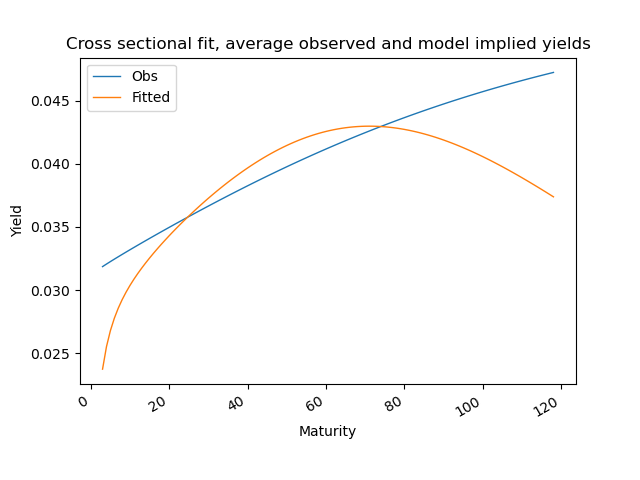 Cross sectional fit, average observed and model implied yields
Obs
Fitted
0.045
0.040
0.035
0.030
0.025
Yield
0 20 40 60 80 100 120
Maturity